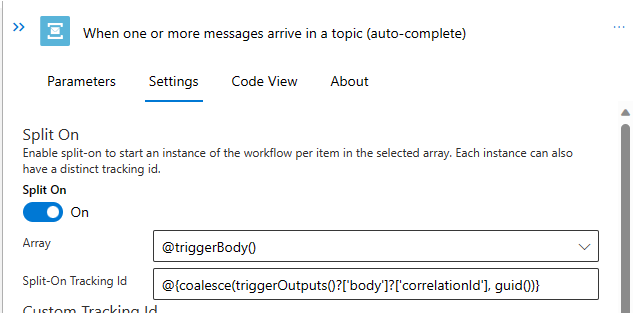 When one or more messages arrive in a topic (auto-complete)
Parameters Settings Code View About
Split On
Enable split-on to start an instance of the workflow per item in the selected array. Each instance can also
have a distinct tracking id.
Split On
On
Array @triggerBody()
Split-On Tracking Id @{coalesce(triggerOutputs()?['body']?['correlationId'], guid())}
Custom Tracking Id